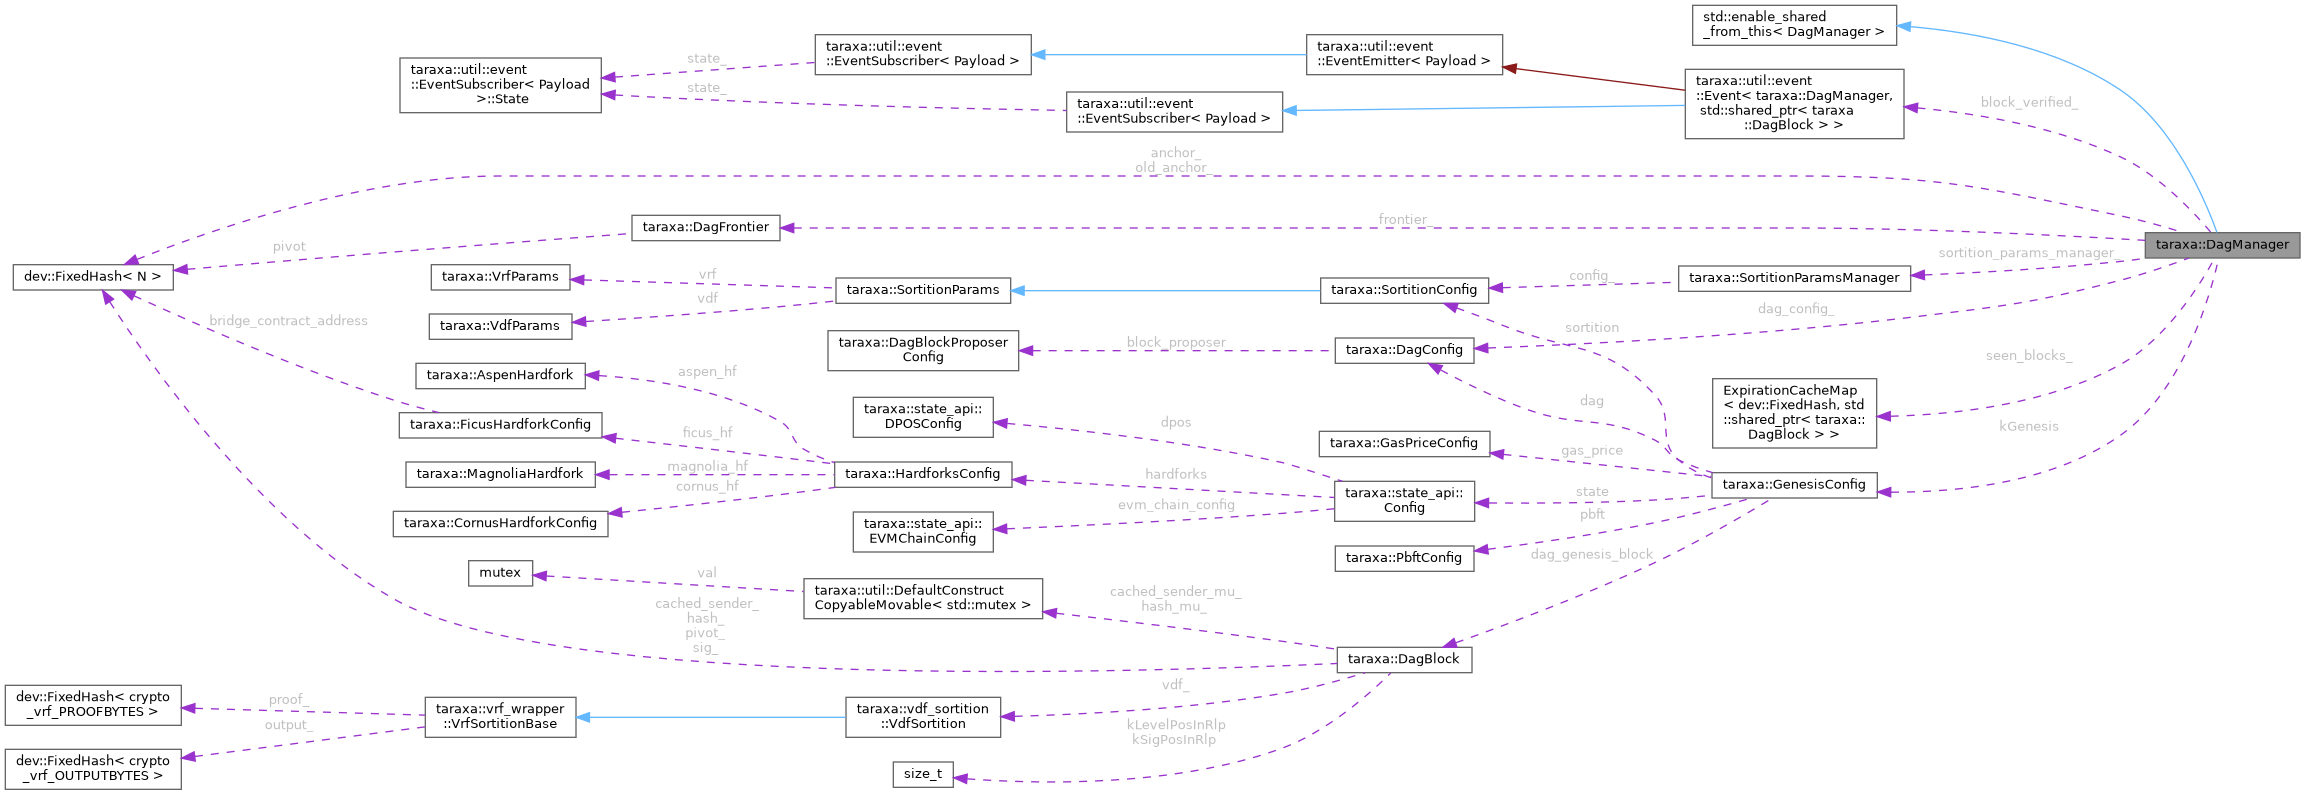 std::enable_shared
_from_this< DagManager >
taraxa::util::event
::EventSubscriber< Payload >
taraxa::util::event
::EventEmitter< Payload >
state_
taraxa::util::event
::EventSubscriber< Payload
>::State
taraxa::util::event
::Event< taraxa::DagManager,
std::shared_ptr< taraxa
::DagBlock > >
block_verified_
state_
taraxa::util::event
::EventSubscriber< Payload >
anchor_
old_anchor_
frontier_
taraxa::DagFrontier
taraxa::DagManager
pivot
dev::FixedHash< N >
sortition_params_manager_
taraxa::VrfParams
vrf
taraxa::SortitionParams
taraxa::SortitionConfig
config_
taraxa::SortitionParamsManager
vdf
taraxa::VdfParams
bridge_contract_address
dag_config_
sortition
taraxa::DagBlockProposer
Config
block_proposer
taraxa::DagConfig
seen_blocks_
taraxa::AspenHardfork
aspen_hf
dag
ExpirationCacheMap
< dev::FixedHash, std
::shared_ptr< taraxa::
DagBlock > >
taraxa::state_api::
DPOSConfig
dpos
taraxa::FicusHardforkConfig
ficus_hf
kGenesis
taraxa::GasPriceConfig
gas_price
taraxa::MagnoliaHardfork
magnolia_hf
taraxa::HardforksConfig
hardforks
taraxa::state_api::
Config
state
taraxa::GenesisConfig
cornus_hf
evm_chain_config
taraxa::CornusHardforkConfig
taraxa::state_api::
EVMChainConfig
pbft
taraxa::PbftConfig
dag_genesis_block
mutex
val
taraxa::util::DefaultConstruct
CopyableMovable< std::mutex >
cached_sender_mu_
hash_mu_
cached_sender_
hash_
pivot_
sig_
taraxa::DagBlock
dev::FixedHash< crypto
_vrf_PROOFBYTES >
proof_
taraxa::vrf_wrapper
::VrfSortitionBase
taraxa::vdf_sortition
::VdfSortition
vdf_
output_
dev::FixedHash< crypto
_vrf_OUTPUTBYTES >
kLevelPosInRlp
kSigPosInRlp
size_t